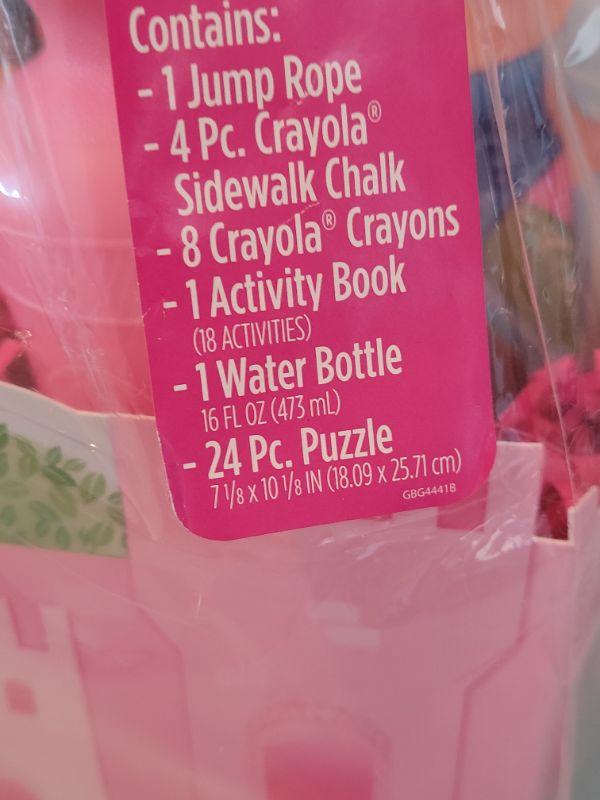 Contains:
- 1 Jump Rope
- 4 Pc. Crayola®
Sidewalk Chalk
- 8 Crayola® Crayons
- 1 Activity Book
(18 ACTIVITIES)
- 1 Water Bottle
16 FL OZ (473 mL)
- 24 Pc. Puzzle
7 1/8 x 10 1/8 IN (18.09 x 25.71 cm)
GBG4441B